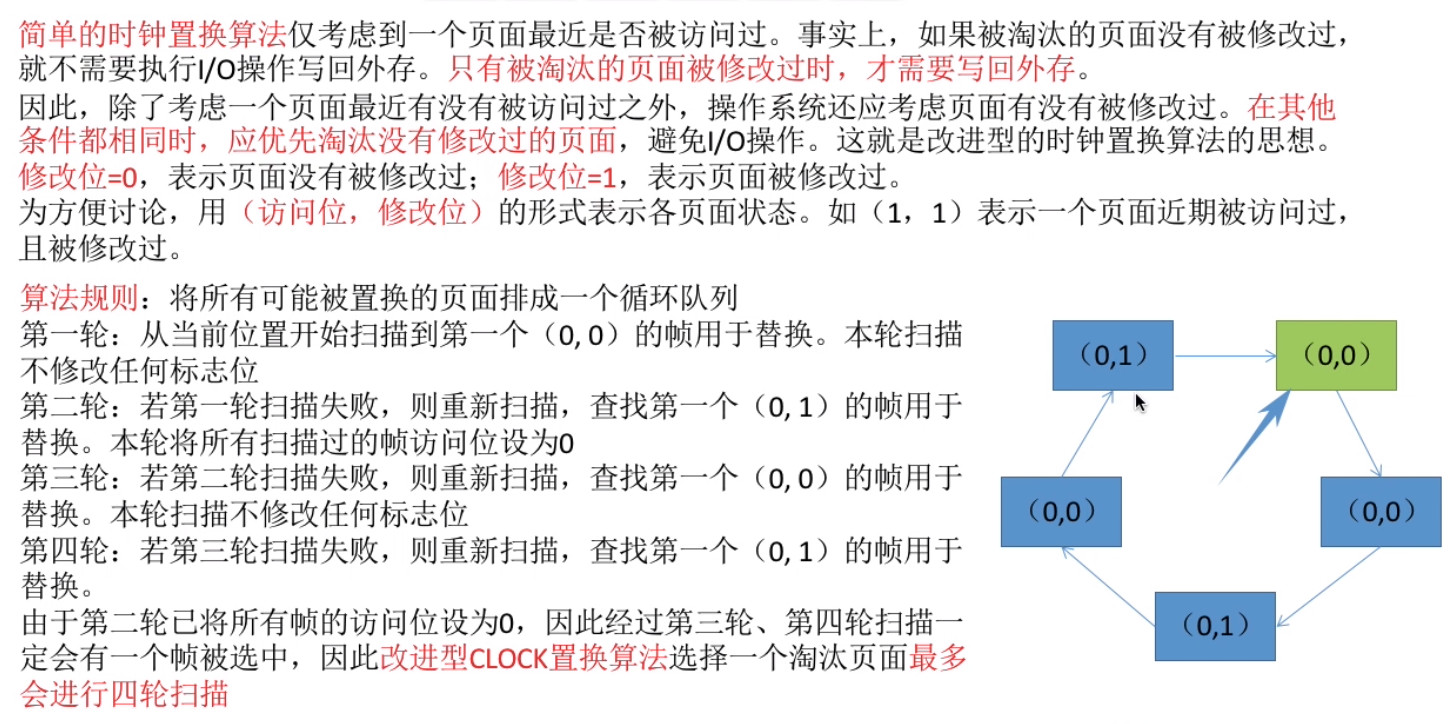 简单的时钟置换算法仅考虑到一个页面最近是否被访问过。事实上，如果被淘汰的页面没有被修改过，
就不需要执行I/O操作写回外存。只有被淘汰的页面被修改过时，才需要写回外存。
因此，除了考虑一个页面最近有没有被访问过之外，操作系统还应考虑页面有没有被修改过。在其他
条件都相同时，应优先淘汰没有修改过的页面，避免I/O操作。这就是改进型的时钟置换算法的思想。
修改位=0，表示页面没有被修改过；修改位=1，表示页面被修改过。
为方便讨论，用（访问位，修改位）的形式表示各页面状态。如（1，1）表示一个页面近期被访问过，
且被修改过。
算法规则：将所有可能被置换的页面排成一个循环队列
第一轮：从当前位置开始扫描到第一个（0, 0）的帧用于替换。本轮扫描
不修改任何标志位
第二轮：若第一轮扫描失败，则重新扫描，查找第一个（0, 1）的帧用于
替换。本轮将所有扫描过的帧访问位设为0
第三轮：若第二轮扫描失败，则重新扫描，查找第一个（0, 0）的帧用于
替换。本轮扫描不修改任何标志位
第四轮：若第三轮扫描失败，则重新扫描，查找第一个（0, 1）的帧用于
替换。
由于第二轮已将所有帧的访问位设为0，因此经过第三轮、第四轮扫描一
定会有一个帧被选中，因此改进型CLOCK置换算法选择一个淘汰页面最多
会进行四轮扫描
（0,1）
（0,0）
（0,0）
（0,0）
（0,1）